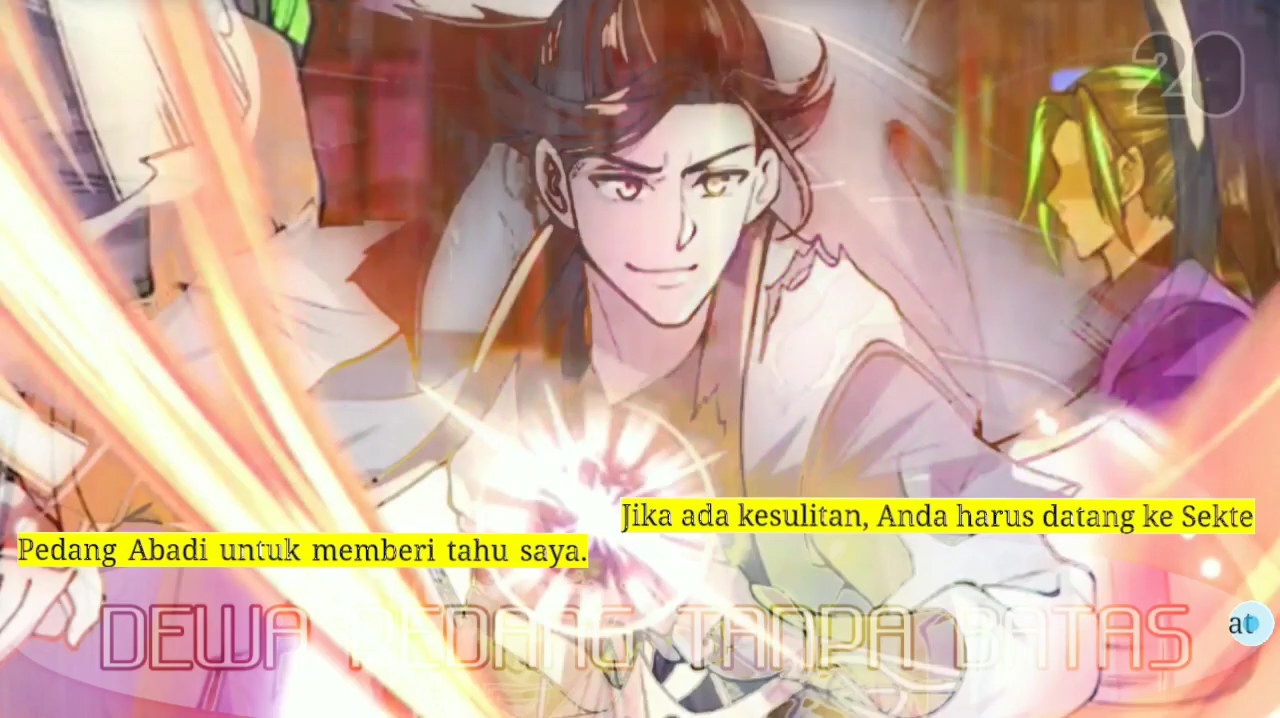 20
Jika ada kesulitan, Anda harus datang ke Sekte
Pedang Abadi untuk memberi tahu saya.
DEWA PEDANG TANPA BATAS
at